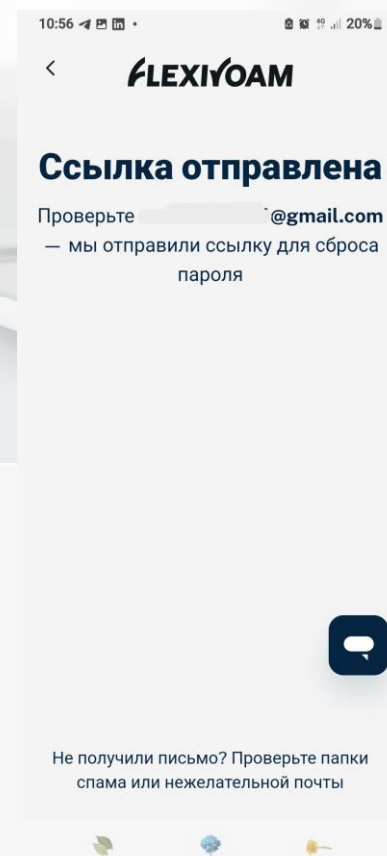 10:56
20%
FLEXIROAM
Ссылка отправлена
Проверьте @gmail.com
— мы отправили ссылку для сброса
пароля
Не получили письмо? Проверьте папки
спама или нежелательной почты